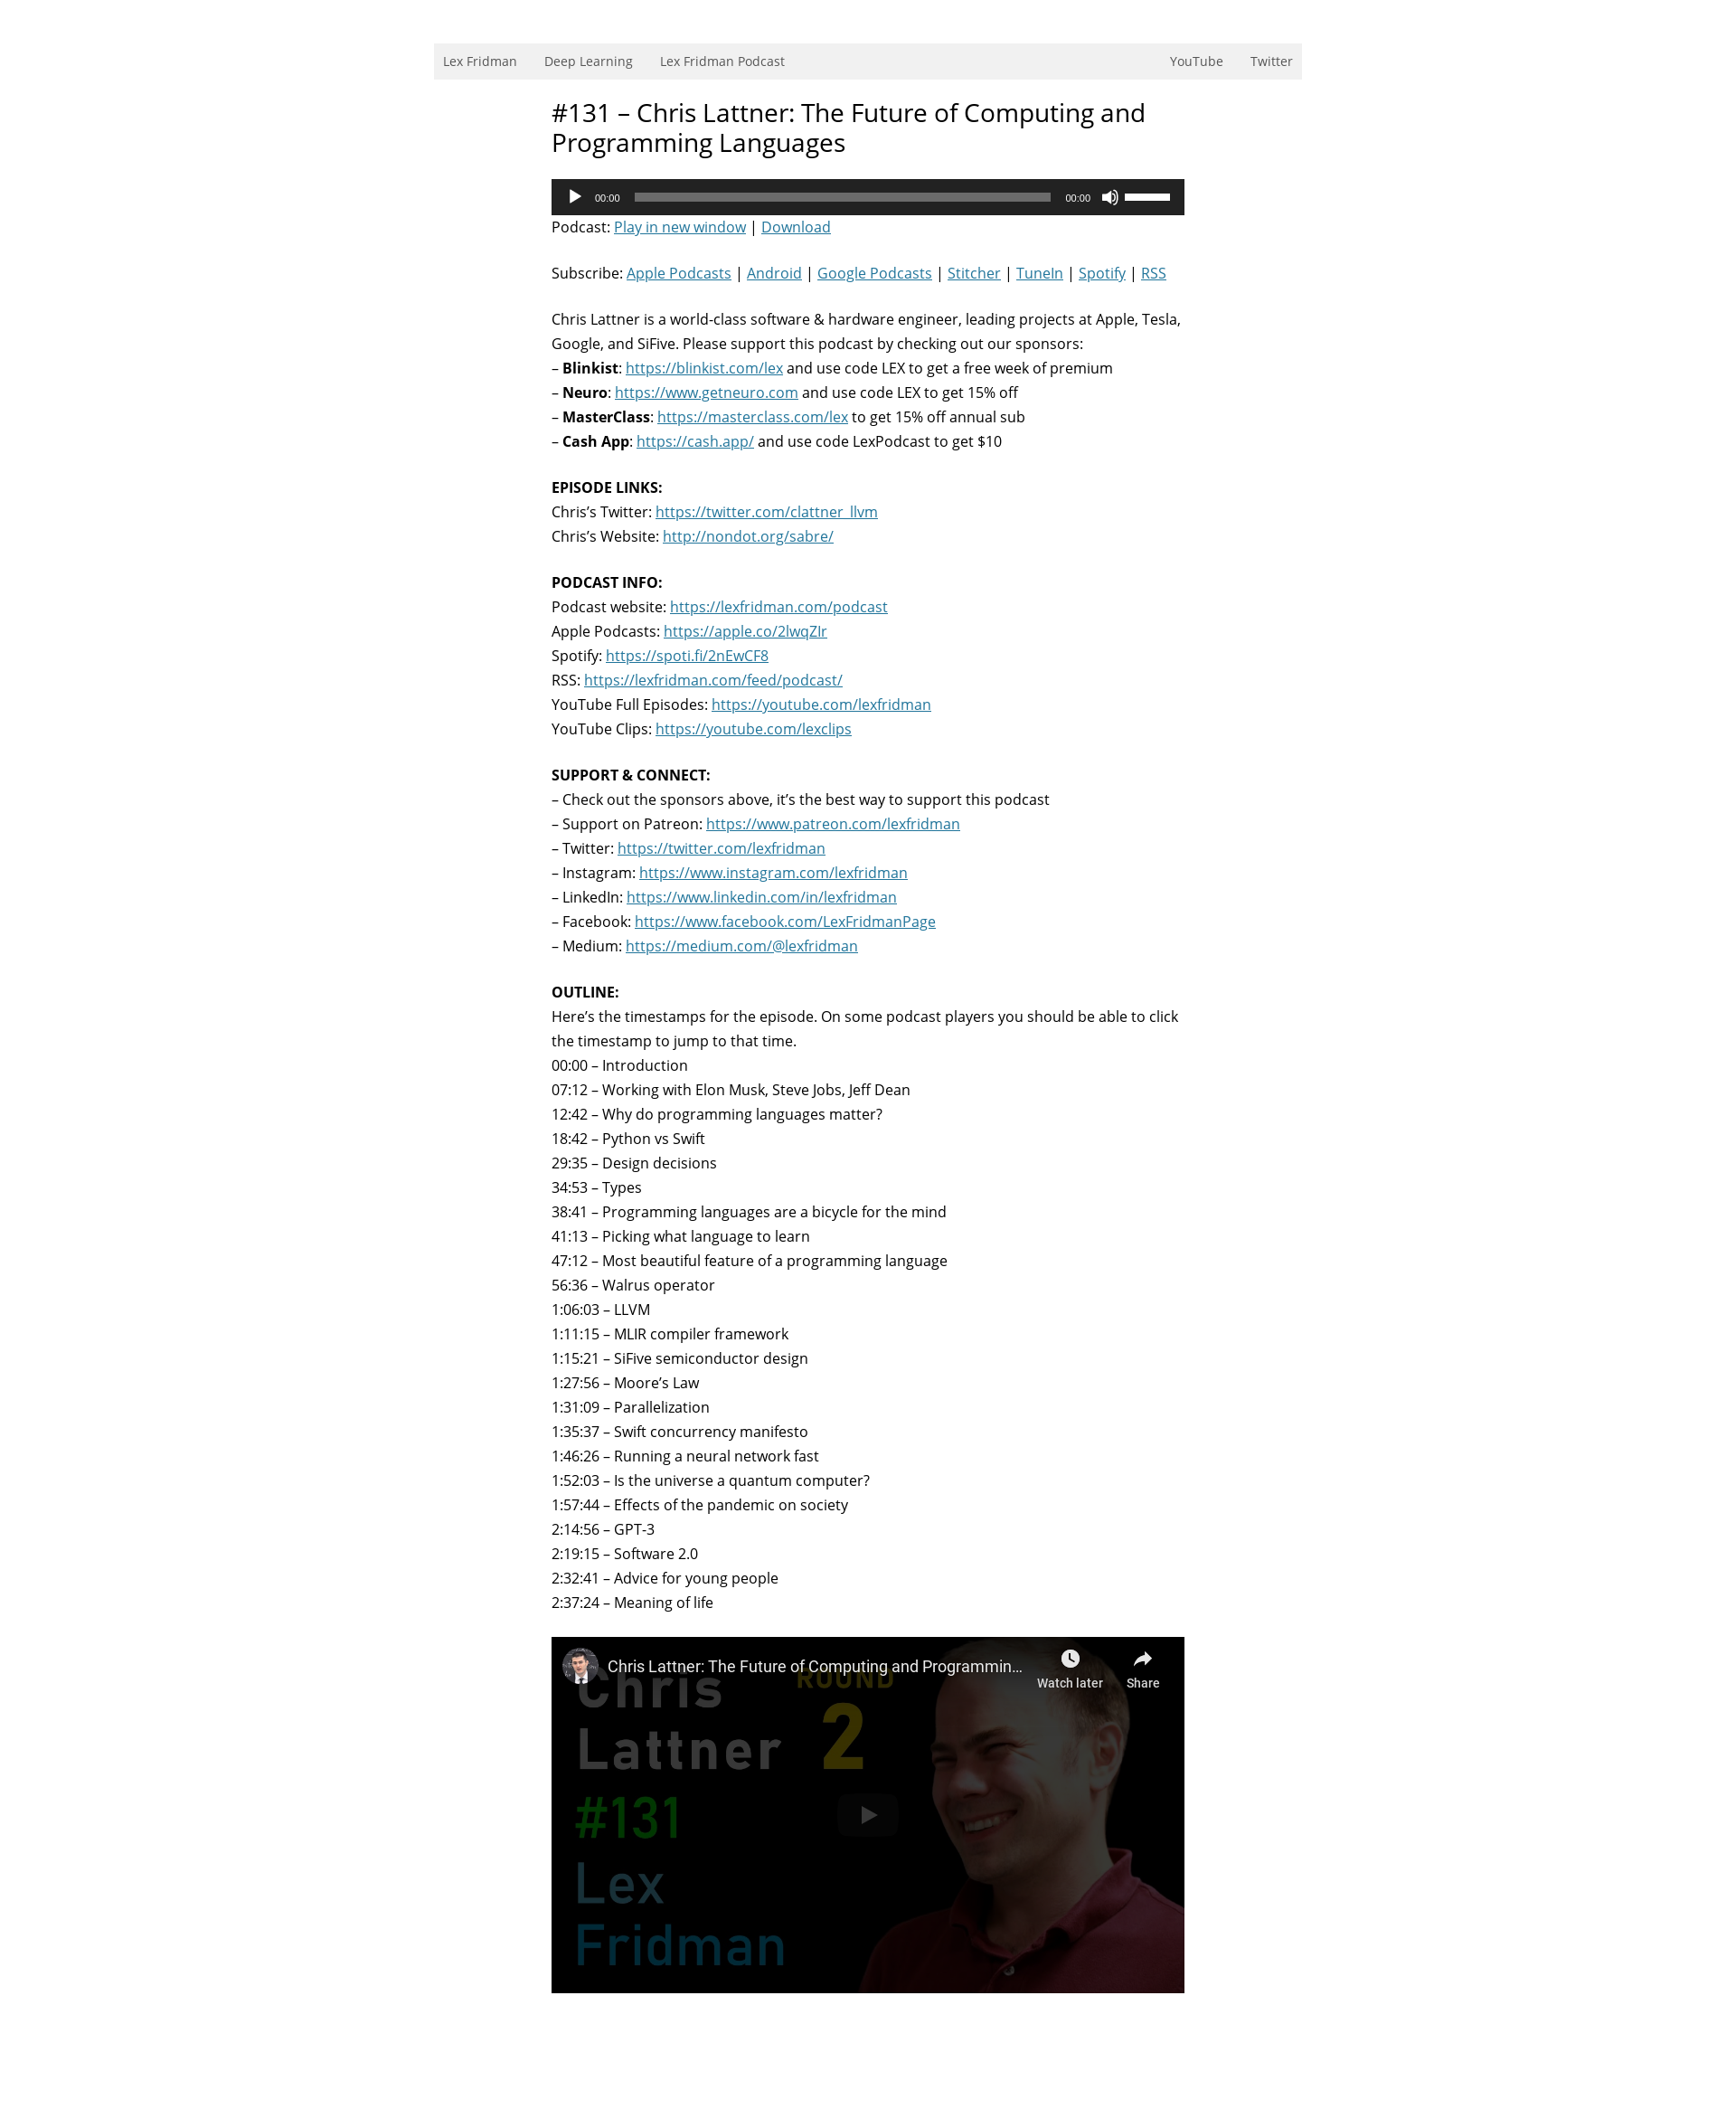 Lex Fridman Deep Learning Lex Fridman Podcast YouTube Twitter
#131 – Chris Lattner: The Future of Computing and
Programming Languages
00:00 00:00
Podcast: Play in new window | Download
Subscribe: Apple Podcasts | Android | Google Podcasts | Stitcher | TuneIn | Spotify | RSS
Chris Lattner is a world-class software & hardware engineer, leading projects at Apple, Tesla,
Google, and SiFive. Please support this podcast by checking out our sponsors:
– Blinkist: https://blinkist.com/lex and use code LEX to get a free week of premium
– Neuro: https://www.getneuro.com and use code LEX to get 15% off
– MasterClass: https://masterclass.com/lex to get 15% off annual sub
– Cash App: https://cash.app/ and use code LexPodcast to get $10
EPISODE LINKS:
Chris’s Twitter: https://twitter.com/clattner_llvm
Chris’s Website: http://nondot.org/sabre/
PODCAST INFO:
Podcast website: https://lexfridman.com/podcast
Apple Podcasts: https://apple.co/2lwqZIr
Spotify: https://spoti.fi/2nEwCF8
RSS: https://lexfridman.com/feed/podcast/
YouTube Full Episodes: https://youtube.com/lexfridman
YouTube Clips: https://youtube.com/lexclips
SUPPORT & CONNECT:
– Check out the sponsors above, it’s the best way to support this podcast
– Support on Patreon: https://www.patreon.com/lexfridman
– Twitter: https://twitter.com/lexfridman
– Instagram: https://www.instagram.com/lexfridman
– LinkedIn: https://www.linkedin.com/in/lexfridman
– Facebook: https://www.facebook.com/LexFridmanPage
– Medium: https://medium.com/@lexfridman
OUTLINE:
Here’s the timestamps for the episode. On some podcast players you should be able to click
the timestamp to jump to that time.
00:00 – Introduction
07:12 – Working with Elon Musk, Steve Jobs, Jeff Dean
12:42 – Why do programming languages matter?
18:42 – Python vs Swift
29:35 – Design decisions
34:53 – Types
38:41 – Programming languages are a bicycle for the mind
41:13 – Picking what language to learn
47:12 – Most beautiful feature of a programming language
56:36 – Walrus operator
1:06:03 – LLVM
1:11:15 – MLIR compiler framework
1:15:21 – SiFive semiconductor design
1:27:56 – Moore’s Law
1:31:09 – Parallelization
1:35:37 – Swift concurrency manifesto
1:46:26 – Running a neural network fast
1:52:03 – Is the universe a quantum computer?
1:57:44 – Effects of the pandemic on society
2:14:56 – GPT-3
2:19:15 – Software 2.0
2:32:41 – Advice for young people
2:37:24 – Meaning of life
Chris Lattner: The Future of Computing and Programmin...
Watch later Share
Chris ROUND
Lattner 2
#131
Lex
Fridman